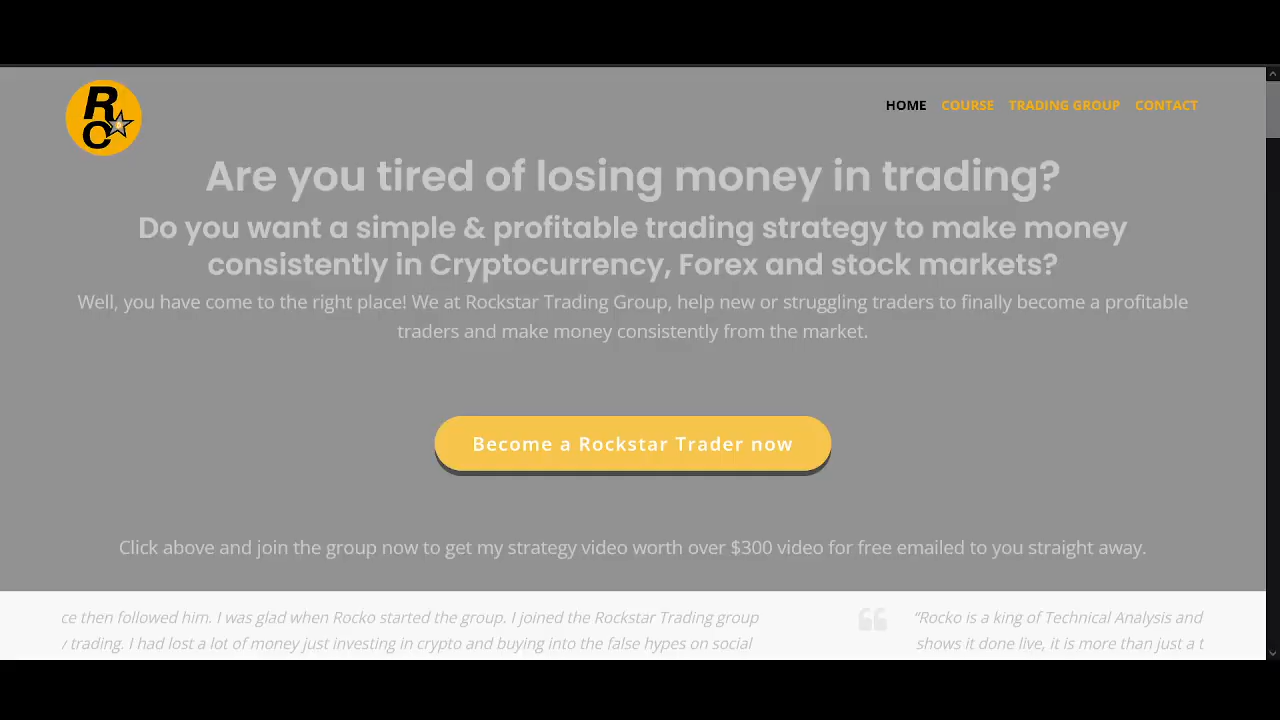 R
C
HOME COURSE TRADING GROUP CONTACT
Are you tired of losing money in trading?
Do you want a simple & profitable trading strategy to make money
consistently in Cryptocurrency, Forex and stock markets?
Well, you have come to the right place! We at Rockstar Trading Group, help new or struggling traders to finally become a profitable
traders and make money consistently from the market.
Become a Rockstar Trader now
Click above and join the group now to get my strategy video worth over $300 video for free emailed to you straight away.
ce then followed him. I was glad when Rocko started the group. I joined the Rockstar Trading group
trading. I had lost a lot of money just investing in crypto and buying into the false hypes on social
“Rocko is a king of Technical Analysis and
shows it done live, it is more than just a t